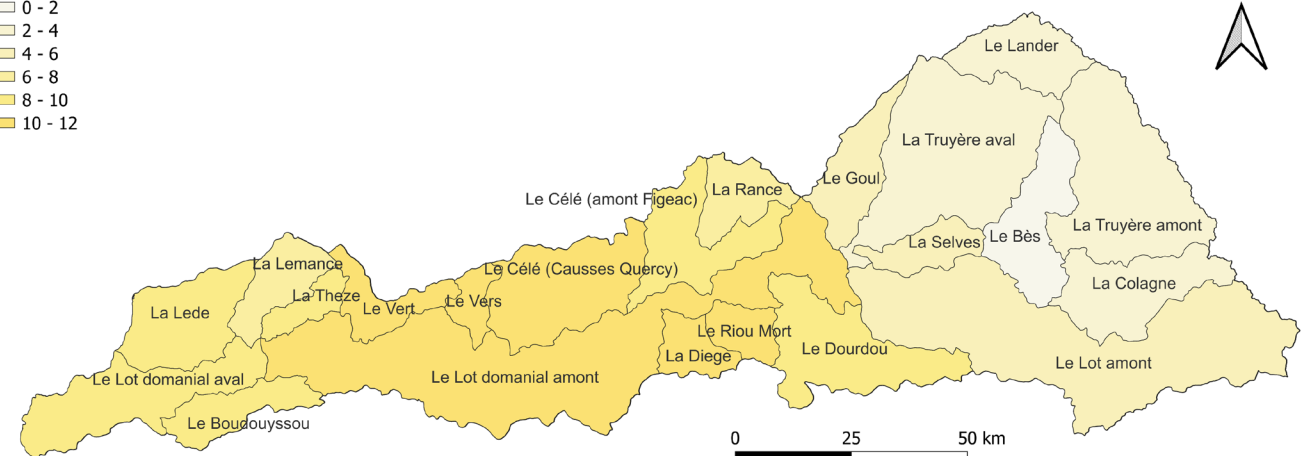 0 - 2
2 - 4
4 - 6
6 - 8
8 - 10
10 - 12
Le Lander
La Truyère aval
Le Goul
La Rance
Le Célé (amont Figeac)
La Truyère amont
Le Bès
La Selves
La Lemance
Le Célé (Causses Quercy)
La Colagne
La Theze
Le Vers
Le Vert
La Lede
Le Riou Mort
Le Dourdou
La Diege
Le Lot amont
Le Lot domanial aval
Le Lot domanial amont
Le Boudouyssou
0 25 50 km